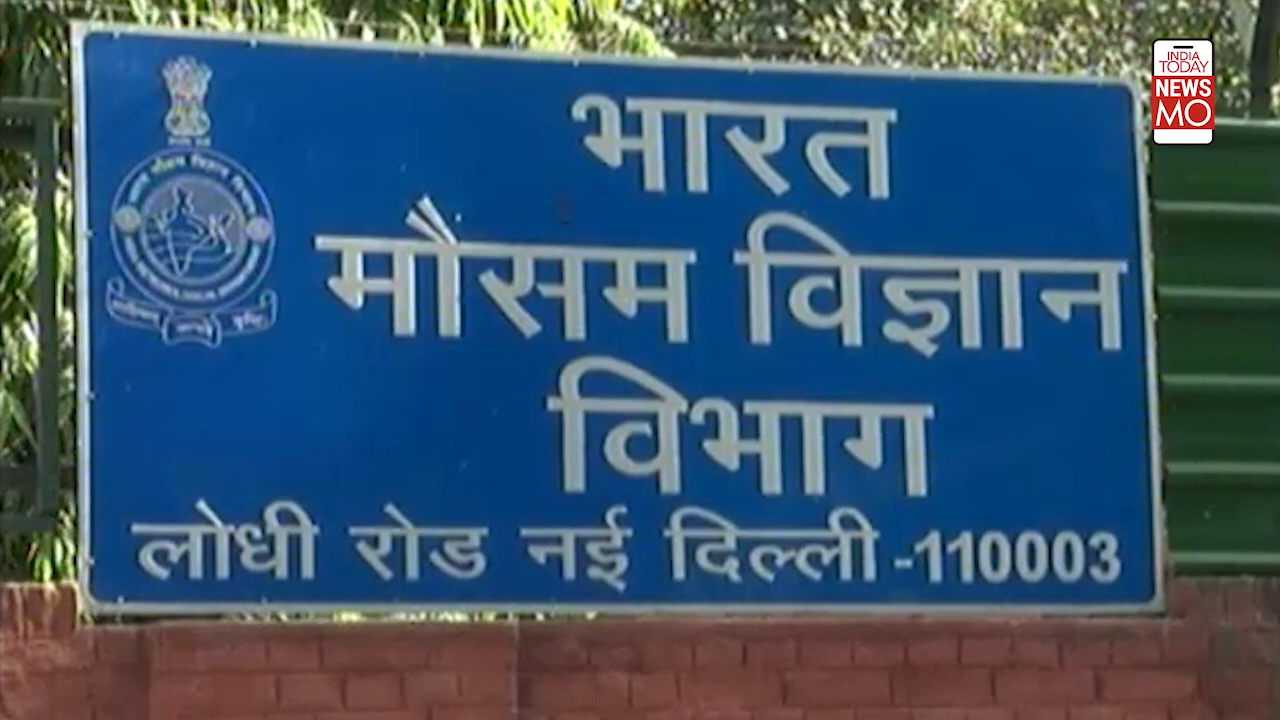 भारत
मौसम विज्ञान
विभाग
लोधी रोड नई दिल्ली -110003
INDIA
TODAY
NEWS
MO